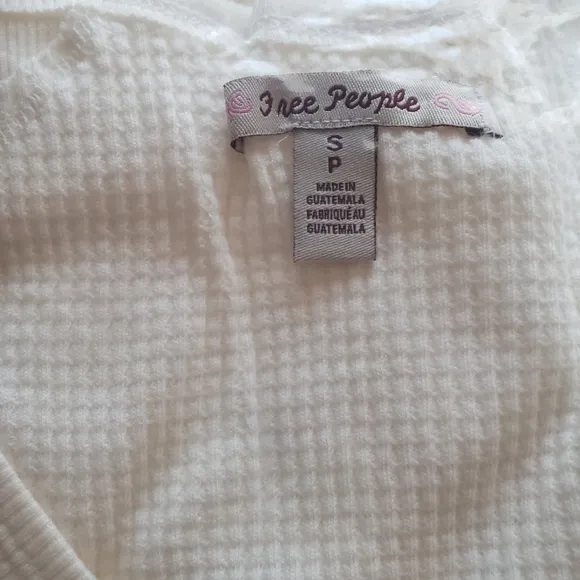 Free People
S
P
MADE IN
GUATEMALA
FABRIQUÉ AU
GUATEMALA